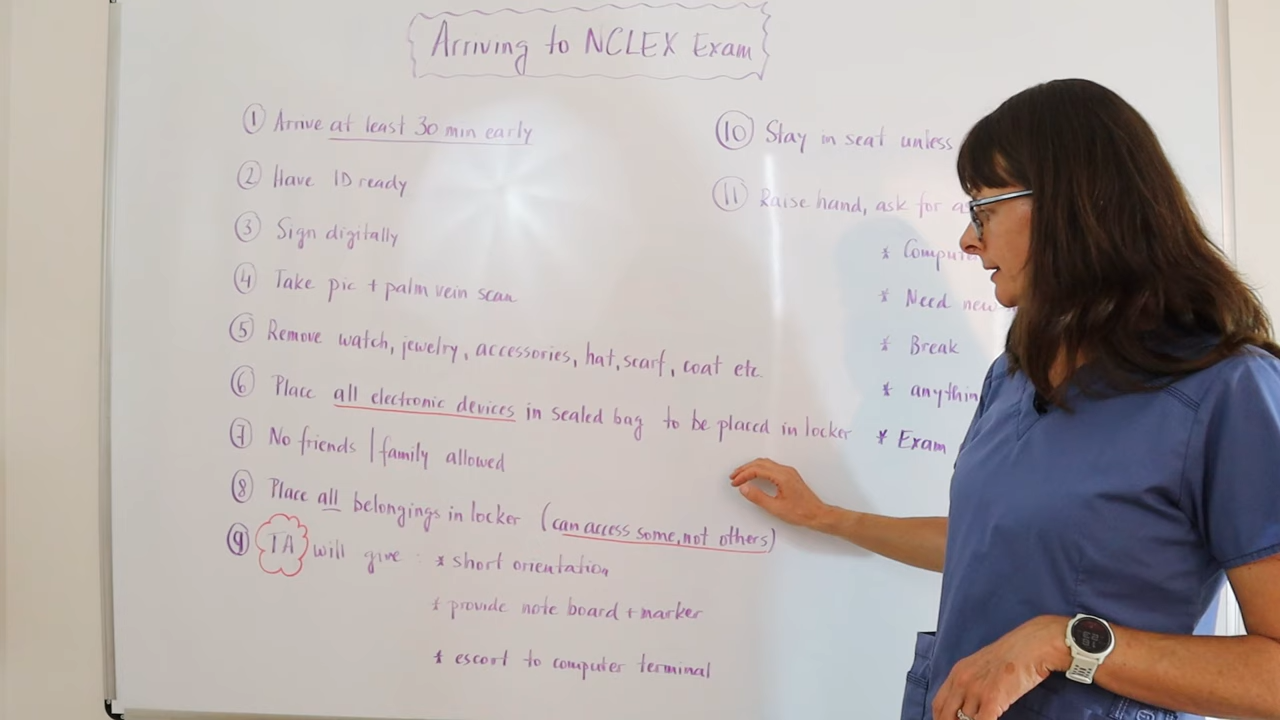 Arriving to NCLEX Exam
① Arrive at least 30 min early
② Have ID ready
③ Sign digitally
④ Take pic + palm vein scan
⑤ Remove watch, jewelry, accessories, hat, scarf, coat etc.
⑥ Place all electronic devices in sealed bag to be placed in locker
⑦ No friends / family allowed
⑧ Place all belongings in locker (can access some, not others)
⑨ TA will give : * short orientation
* provide note board + marker
* escort to computer terminal
⑩ Stay in seat unless
⑪ Raise hand, ask for
*
* Need new
* Break
*
* Exam